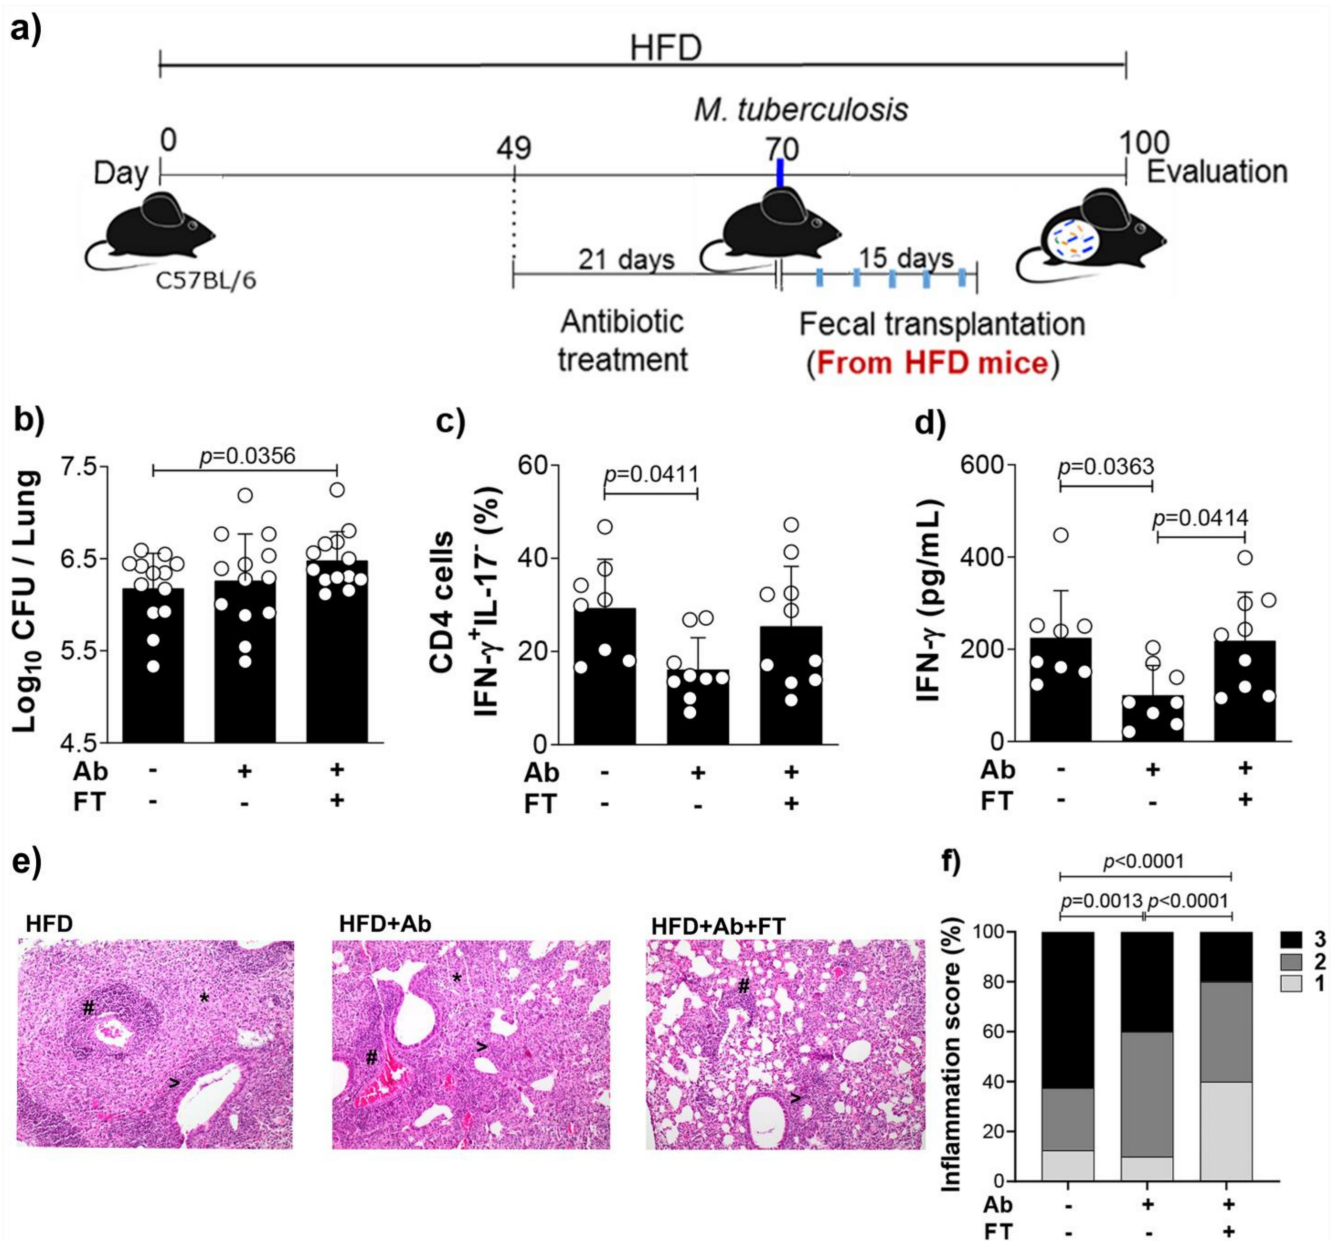 a)
HFD
M. tuberculosis
0 49 70 100
Day Evaluation
C57BL/6
21 days 15 days
Antibiotic
treatment
Fecal transplantation
(From HFD mice)
b)
p=0.0356
7.5
6.5
5.5
4.5
Log10 CFU / Lung
Ab - + +
FT - - +
c)
p=0.0411
60
40
20
0
CD4 cells
IFN-γ+IL-17- (%)
Ab - + +
FT - - +
d)
p=0.0363
p=0.0414
600
400
200
0
IFN-γ (pg/mL)
Ab - + +
FT - - +
e)
HFD HFD+Ab HFD+Ab+FT
# * >
# * >
# >
f)
p<0.0001
p=0.0013 p<0.0001
100
80
60
40
20
0
Inflammation score (%)
3
2
1
Ab - + +
FT - - +